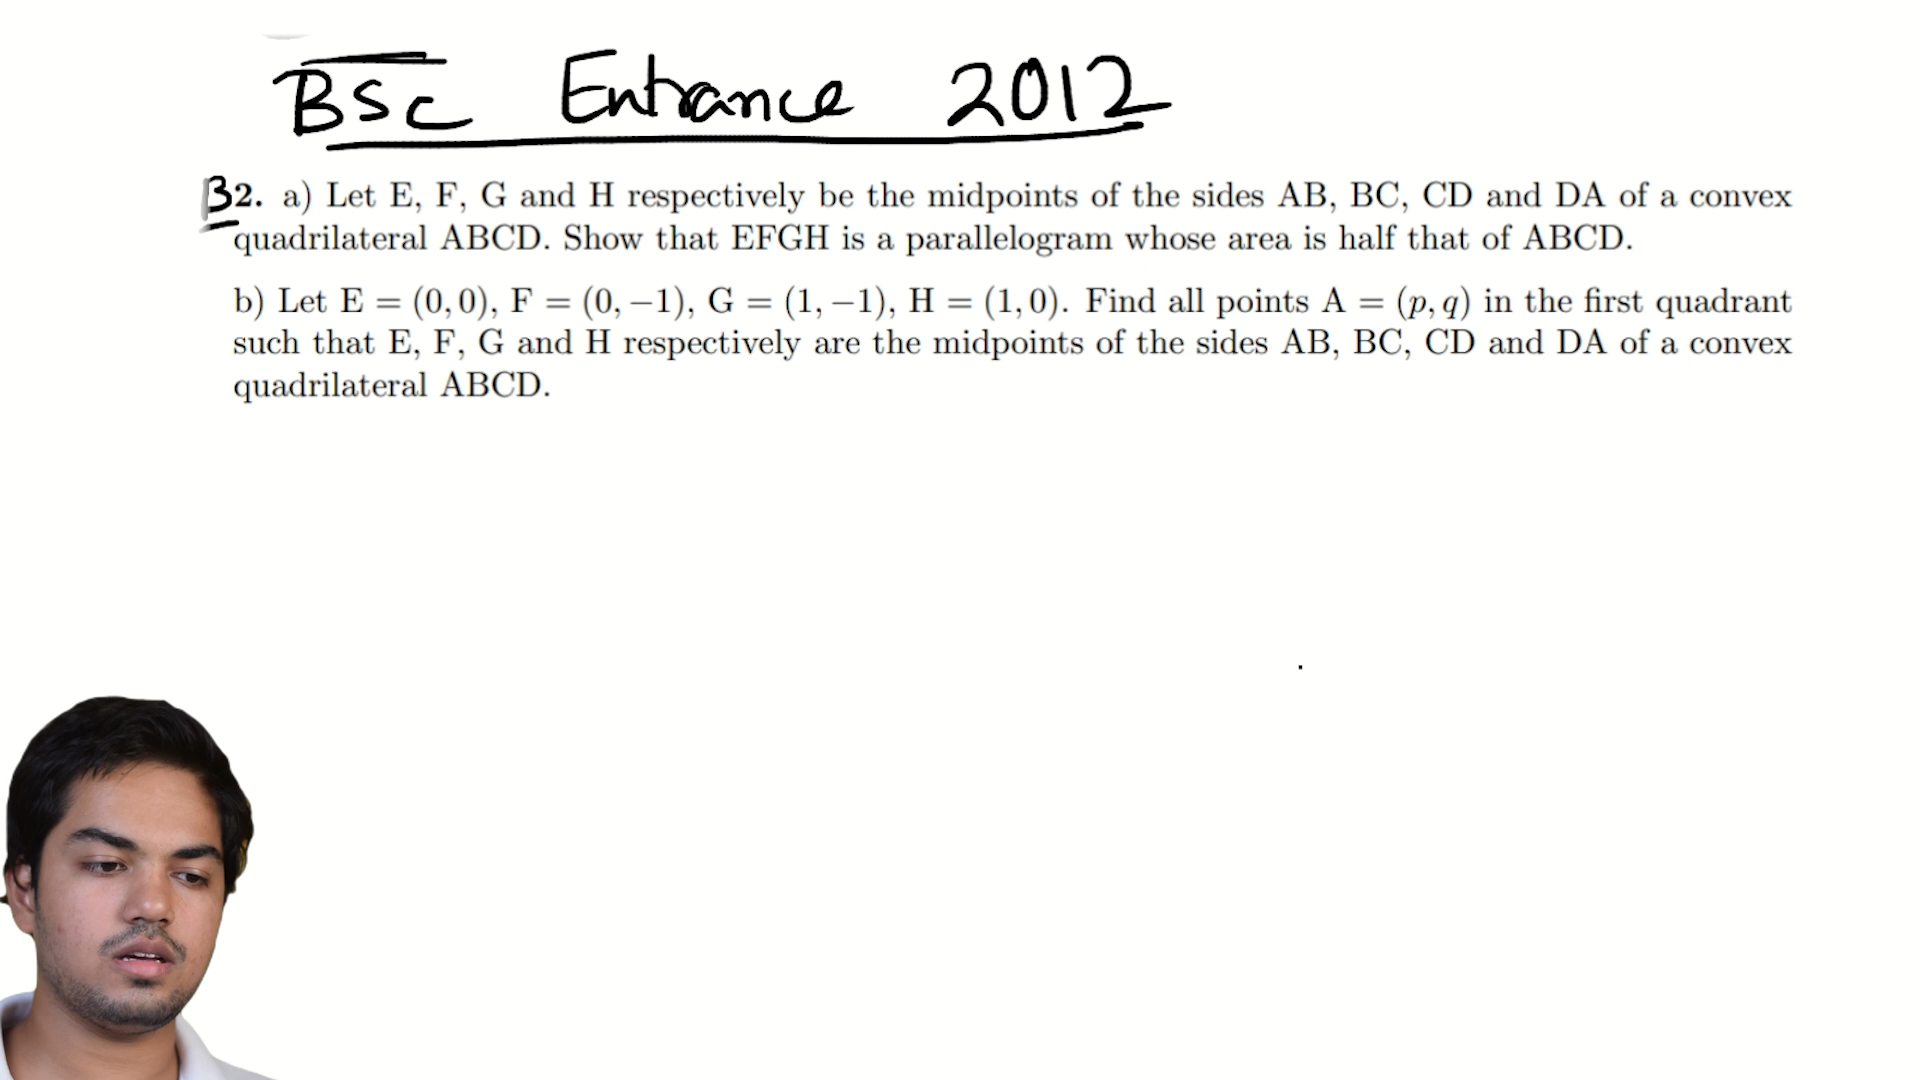 BSc Entrance 2012
B2. a) Let E, F, G and H respectively be the midpoints of the sides AB, BC, CD and DA of a convex
quadrilateral ABCD. Show that EFGH is a parallelogram whose area is half that of ABCD.
b) Let E = (0, 0), F = (0, −1), G = (1, −1), H = (1, 0). Find all points A = (p, q) in the first quadrant
such that E, F, G and H respectively are the midpoints of the sides AB, BC, CD and DA of a convex
quadrilateral ABCD.